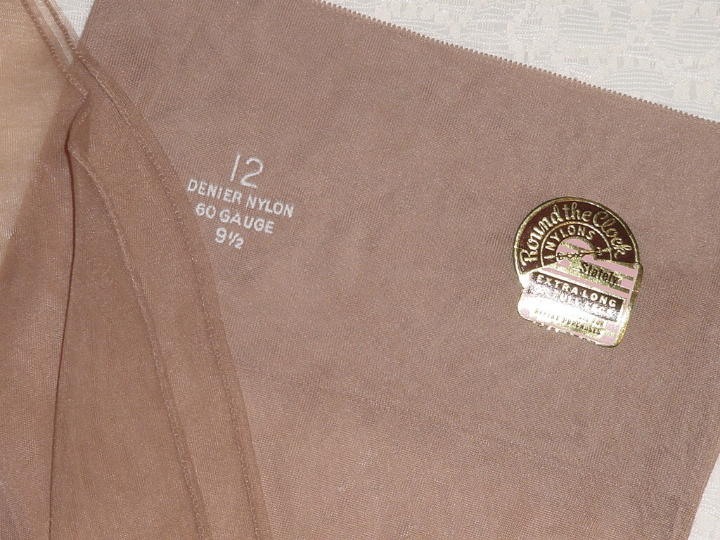 12
DENIER NYLON
60 GAUGE
9½
Round the Clock
NYLONS
Stately
EXTRA-LONG